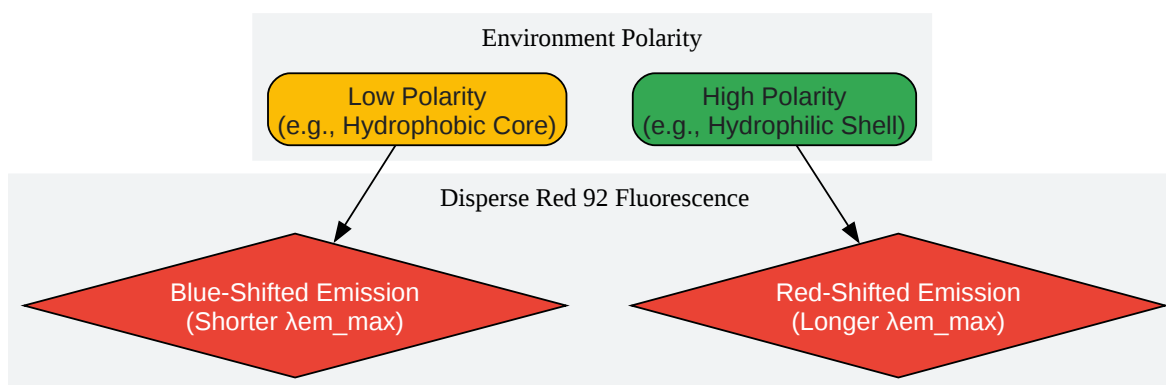 Environment Polarity
Low Polarity
(e.g., Hydrophobic Core)
High Polarity
(e.g., Hydrophilic Shell)
Disperse Red 92 Fluorescence
Blue-Shifted Emission
(Shorter λem_max)
Red-Shifted Emission
(Longer λem_max)